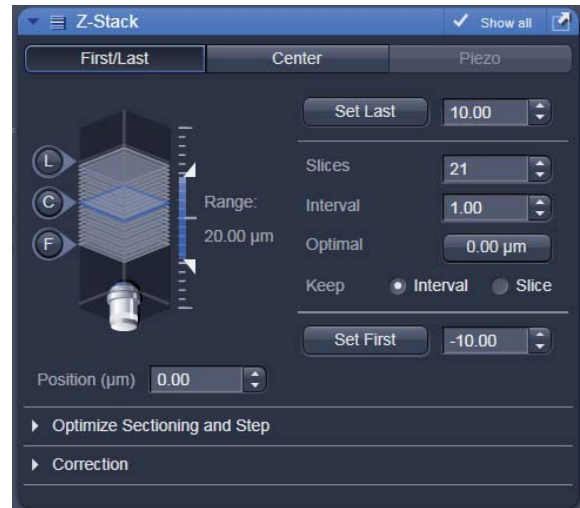 Z-Stack Show all
First/Last Center Piezo
Set Last 10.00
L
Slices 21
C Range: Interval 1.00
F 20.00 µm Optimal 0.00 µm
Keep Interval Slice
Set First -10.00
Position (µm) 0.00
Optimize Sectioning and Step
Correction